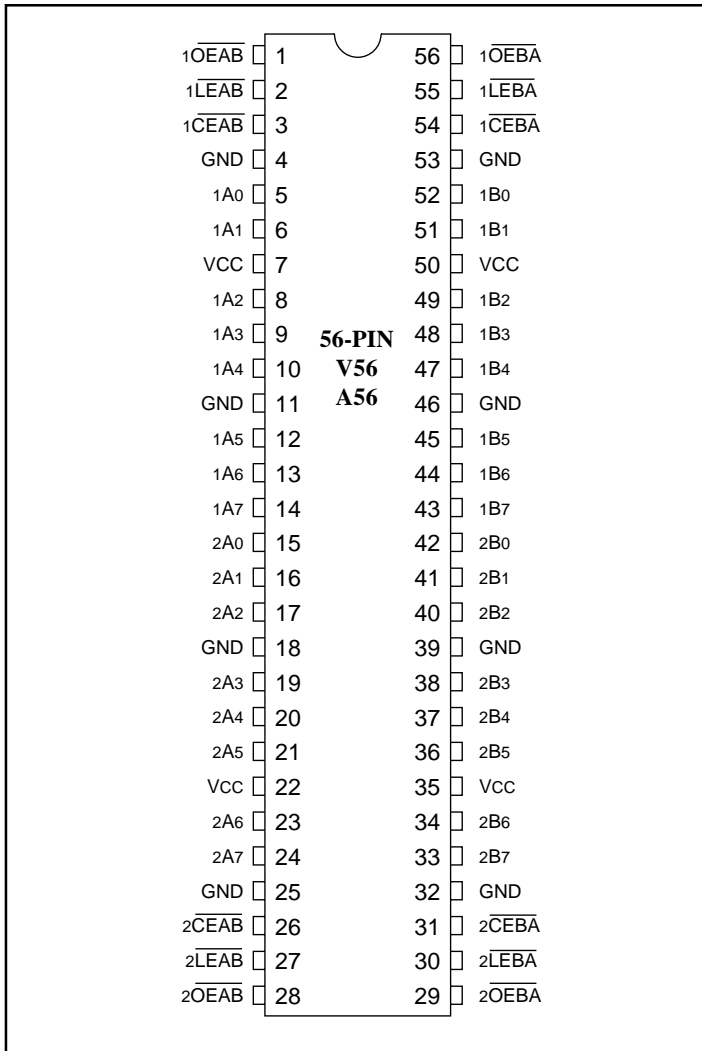 1OEAB 1 56 1OEBA
1LEAB 2 55 1LEBA
1CEAB 3 54 1CEBA
GND 4 53 GND
1A0 5 52 1B0
1A1 6 51 1B1
VCC 7 50 VCC
1A2 8 49 1B2
1A3 9 48 1B3
56-PIN
1A4 10 47 1B4
V56
GND 11 46 GND
A56
1A5 12 45 1B5
1A6 13 44 1B6
1A7 14 43 1B7
2A0 15 42 2B0
2A1 16 41 2B1
2A2 17 40 2B2
GND 18 39 GND
2A3 19 38 2B3
2A4 20 37 2B4
2A5 21 36 2B5
VCC 22 35 VCC
2A6 23 34 2B6
2A7 24 33 2B7
GND 25 32 GND
2CEAB 26 31 2CEBA
2LEAB 27 30 2LEBA
2OEAB 28 29 2OEBA